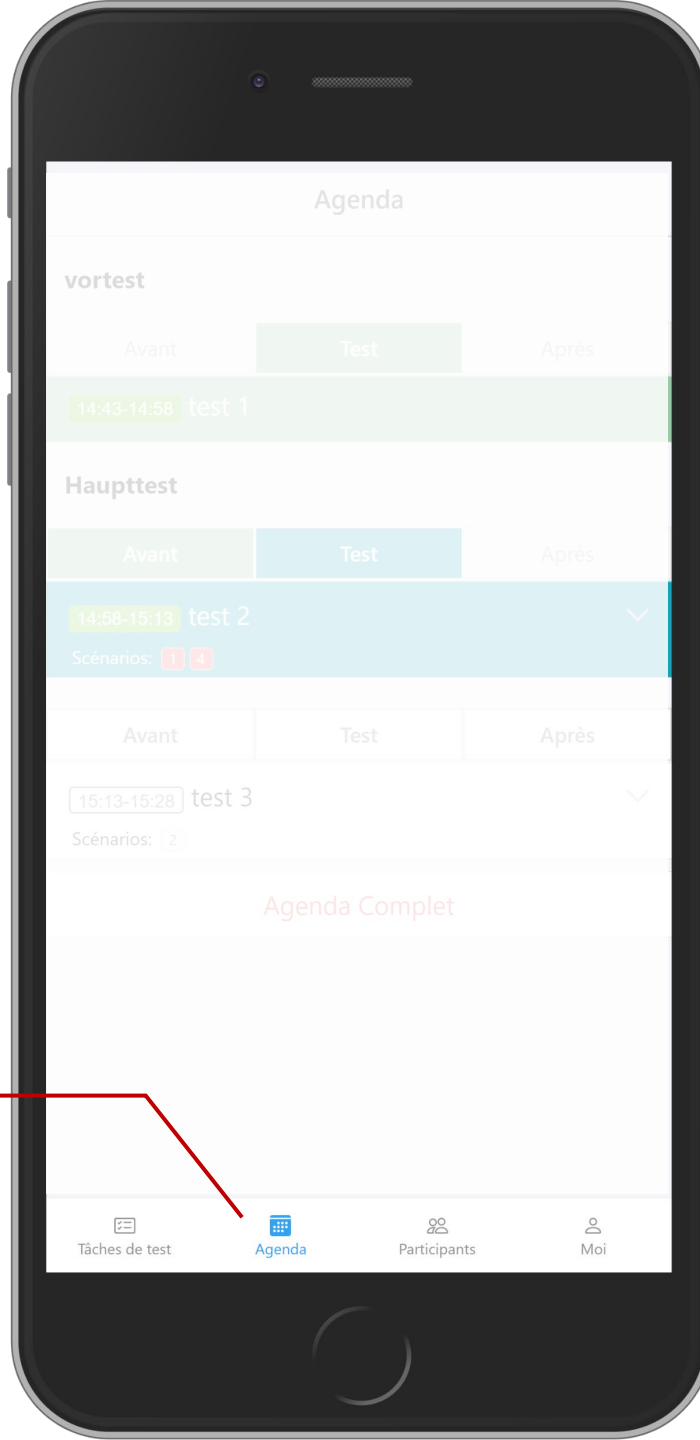 Agenda
vortest
Avant Test Après
14:43-14:58 test 1
Haupttest
Avant Test Après
14:58-15:13 test 2
Scénarios: 1 4
Avant Test Après
15:13-15:28 test 3
Scénarios: 2
Agenda Complet
Tâches de test Agenda Participants Moi